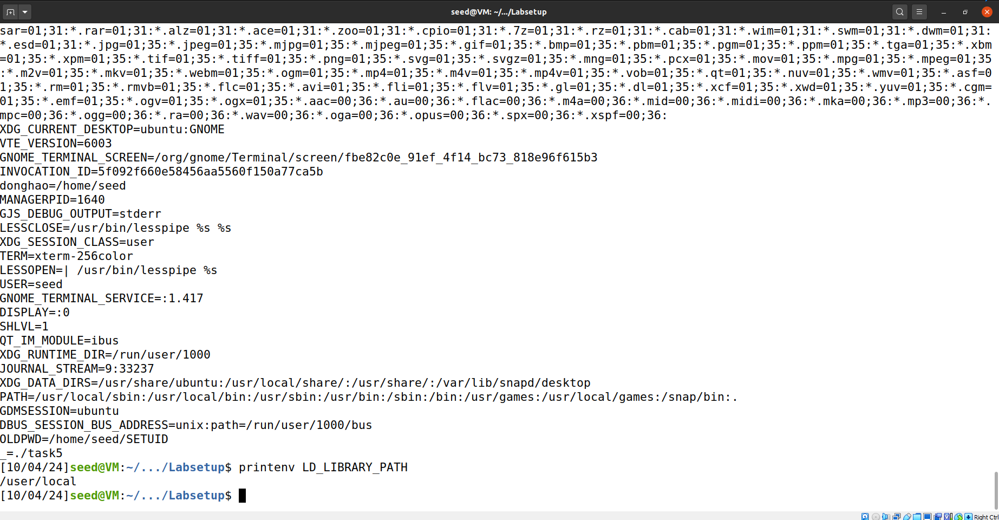 seed@VM: ~/.../Labsetup
sar=01;31:*.rar=01;31:*.alz=01;31:*.ace=01;31:*.zoo=01;31:*.cpio=01;31:*.7z=01;31:*.rz=01;31:*.cab=01;31:*.wim=01;31:*.swm=01;31:*.dwm=01;31:
*.esd=01;31:*.jpg=01;35:*.jpeg=01;35:*.mjpg=01;35:*.mjpeg=01;35:*.gif=01;35:*.bmp=01;35:*.pbm=01;35:*.pgm=01;35:*.ppm=01;35:*.tga=01;35:*.xbm
=01;35:*.xpm=01;35:*.tif=01;35:*.tiff=01;35:*.png=01;35:*.svg=01;35:*.svgz=01;35:*.mng=01;35:*.pcx=01;35:*.mov=01;35:*.mpg=01;35:*.mpeg=01;35
:*.m2v=01;35:*.mkv=01;35:*.webm=01;35:*.ogm=01;35:*.mp4=01;35:*.m4v=01;35:*.mp4v=01;35:*.vob=01;35:*.qt=01;35:*.nuv=01;35:*.wmv=01;35:*.asf=0
1;35:*.rm=01;35:*.rmvb=01;35:*.flc=01;35:*.avi=01;35:*.fli=01;35:*.flv=01;35:*.gl=01;35:*.dl=01;35:*.xcf=01;35:*.xwd=01;35:*.yuv=01;35:*.cgm=
01;35:*.emf=01;35:*.ogv=01;35:*.ogx=01;35:*.aac=00;36:*.au=00;36:*.flac=00;36:*.m4a=00;36:*.mid=00;36:*.midi=00;36:*.mka=00;36:*.mp3=00;36:*.
mpc=00;36:*.ogg=00;36:*.ra=00;36:*.wav=00;36:*.oga=00;36:*.opus=00;36:*.spx=00;36:*.xspf=00;36:
XDG_CURRENT_DESKTOP=ubuntu:GNOME
VTE_VERSION=6003
GNOME_TERMINAL_SCREEN=/org/gnome/Terminal/screen/fbe82c0e_91ef_4f14_bc73_818e96f615b3
INVOCATION_ID=5f092f660e58456aa5560f150a77ca5b
donghao=/home/seed
MANAGERPID=1640
GJS_DEBUG_OUTPUT=stderr
LESSCLOSE=/usr/bin/lesspipe %s %s
XDG_SESSION_CLASS=user
TERM=xterm-256color
LESSOPEN=| /usr/bin/lesspipe %s
USER=seed
GNOME_TERMINAL_SERVICE=:1.417
DISPLAY=:0
SHLVL=1
QT_IM_MODULE=ibus
XDG_RUNTIME_DIR=/run/user/1000
JOURNAL_STREAM=9:33237
XDG_DATA_DIRS=/usr/share/ubuntu:/usr/local/share/:/usr/share/:/var/lib/snapd/desktop
PATH=/usr/local/sbin:/usr/local/bin:/usr/sbin:/usr/bin:/sbin:/bin:/usr/games:/usr/local/games:/snap/bin:.
GDMSESSION=ubuntu
DBUS_SESSION_BUS_ADDRESS=unix:path=/run/user/1000/bus
OLDPWD=/home/seed/SETUID
_=./task5
[10/04/24]seed@VM:~/.../Labsetup$ printenv LD_LIBRARY_PATH
/user/local
[10/04/24]seed@VM:~/.../Labsetup$
Right Ctrl